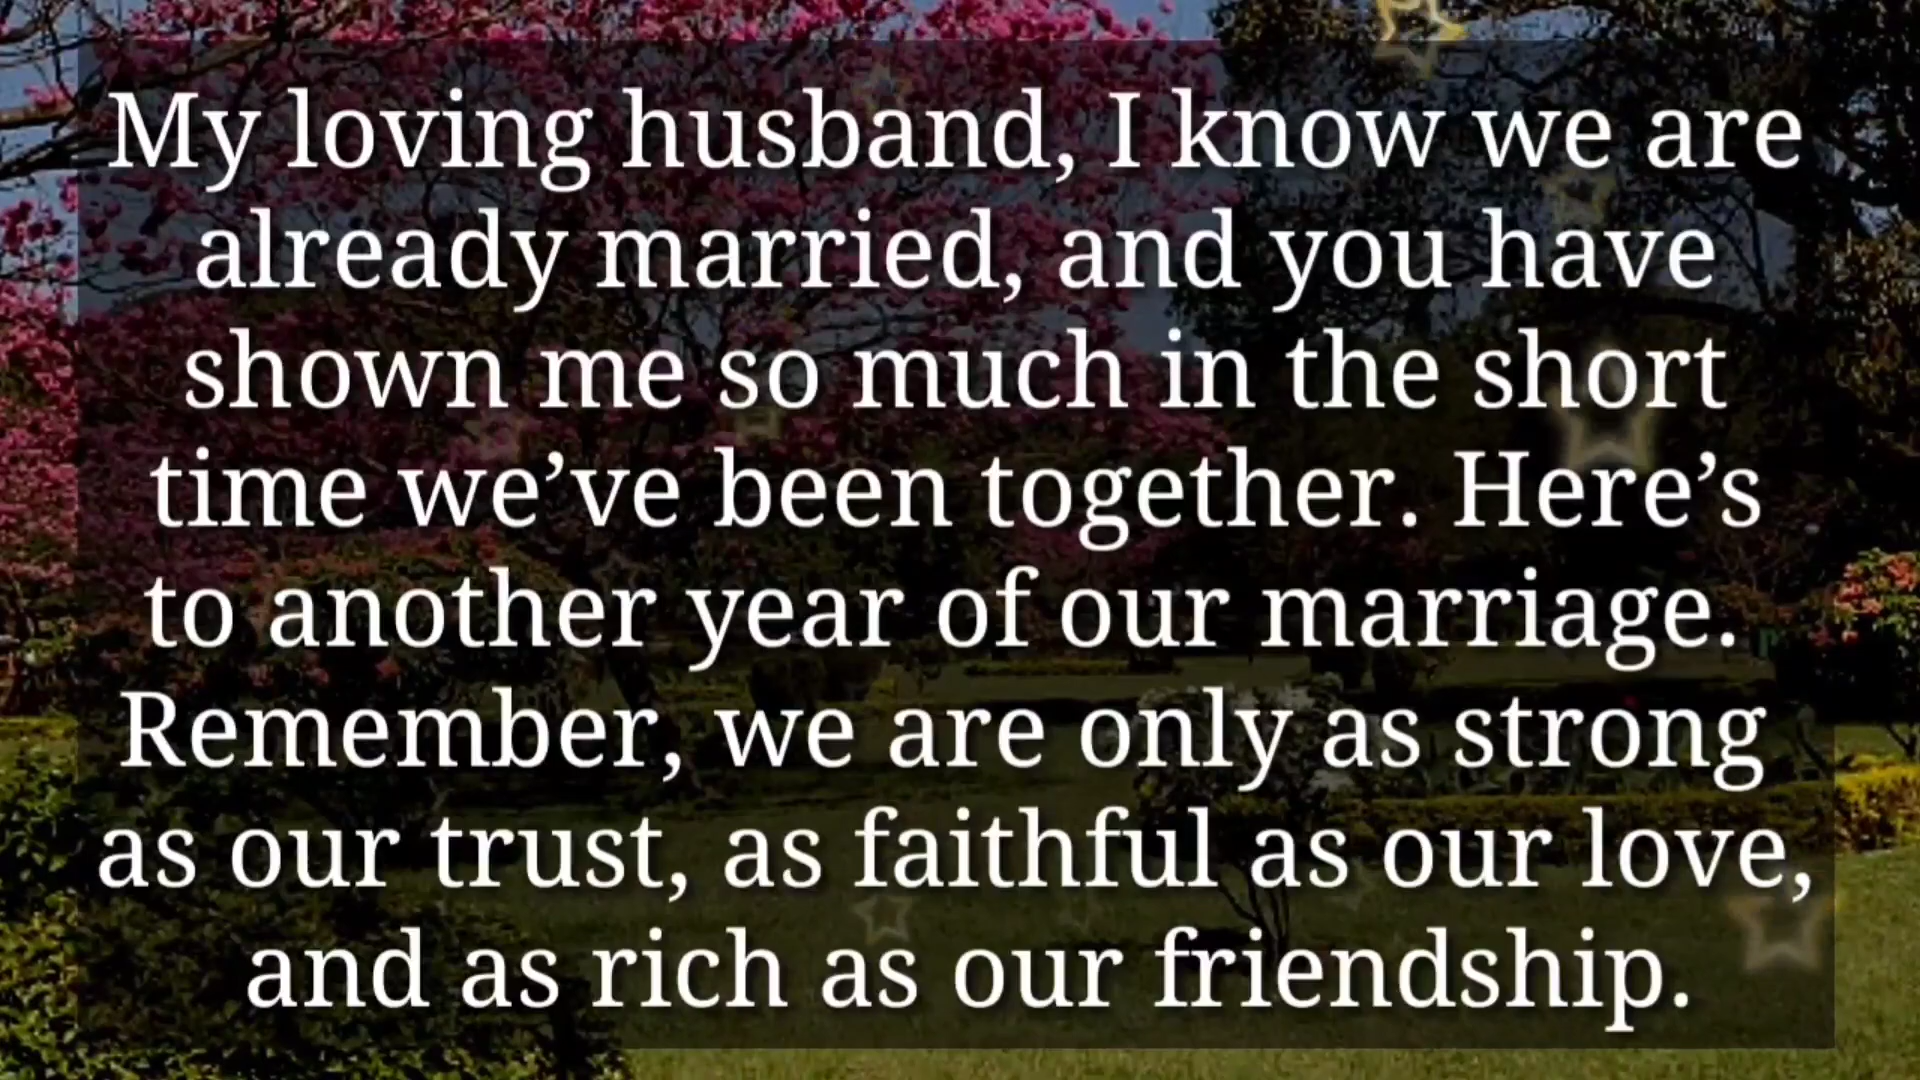 My loving husband, I know we are
already married, and you have
shown me so much in the short
time we’ve been together. Here’s
to another year of our marriage.
Remember, we are only as strong
as our trust, as faithful as our love,
and as rich as our friendship.